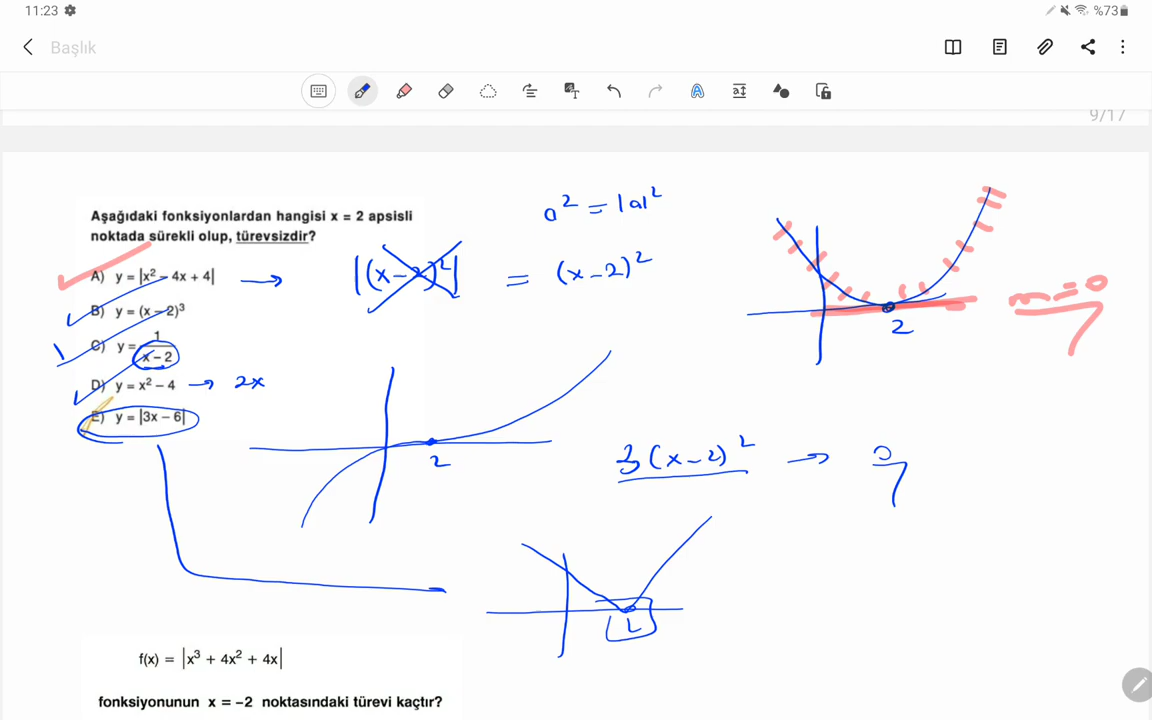 11:23
%73
Başlık
9/17
Aşağıdaki fonksiyonlardan hangisi x = 2 apsisli
noktada sürekli olup, türevsizdir?
A) y = |x² – 4x + 4| → |(x–2)²| = (x–2)²
a² = |a|²
B) y = (x – 2)³
C) y = 1/(x – 2)
D) y = x² – 4 → 2x
E) y = |3x – 6|
2
m=0
2
3(x–2)² → 0
2
f(x) = |x³ + 4x² + 4x|
fonksiyonunun x = –2 noktasındaki türevi kaçtır?